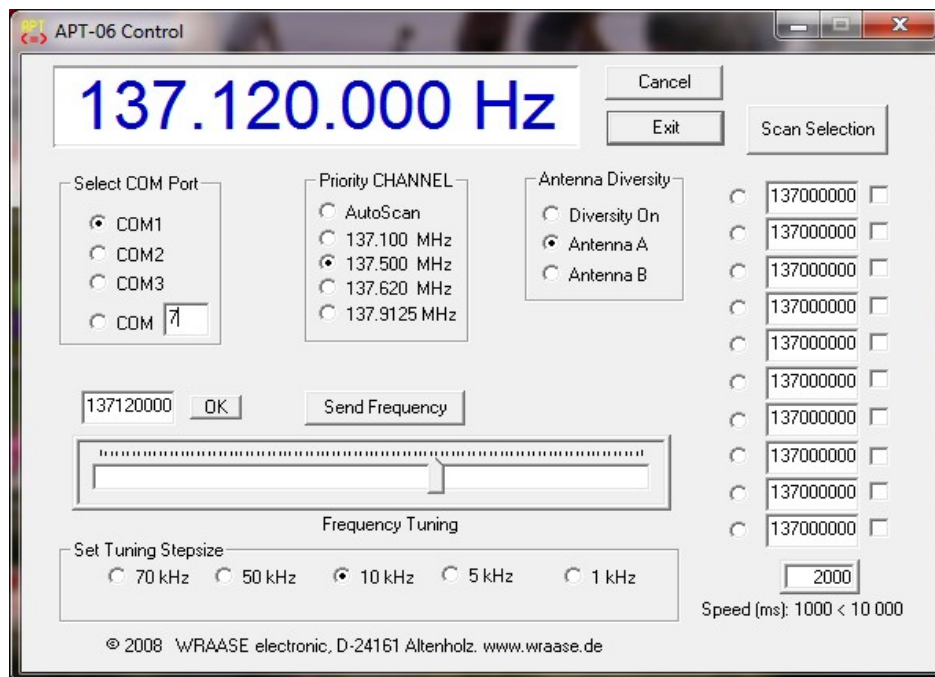 APT
APT-06 Control
137.120.000 Hz
Cancel
Exit
Scan Selection
Select COM Port
COM1
COM2
COM3
COM 7
Priority CHANNEL
AutoScan
137.100 MHz
137.500 MHz
137.620 MHz
137.9125 MHz
Antenna Diversity
Diversity On
Antenna A
Antenna B
137000000
137000000
137000000
137000000
137000000
137000000
137000000
137000000
137000000
137000000
137120000
OK
Send Frequency
Frequency Tuning
Set Tuning Stepsize
70 kHz
50 kHz
10 kHz
5 kHz
1 kHz
2000
Speed (ms): 1000 < 10 000
© 2008 WRAASE electronic, D-24161 Altenholz. www.wraase.de